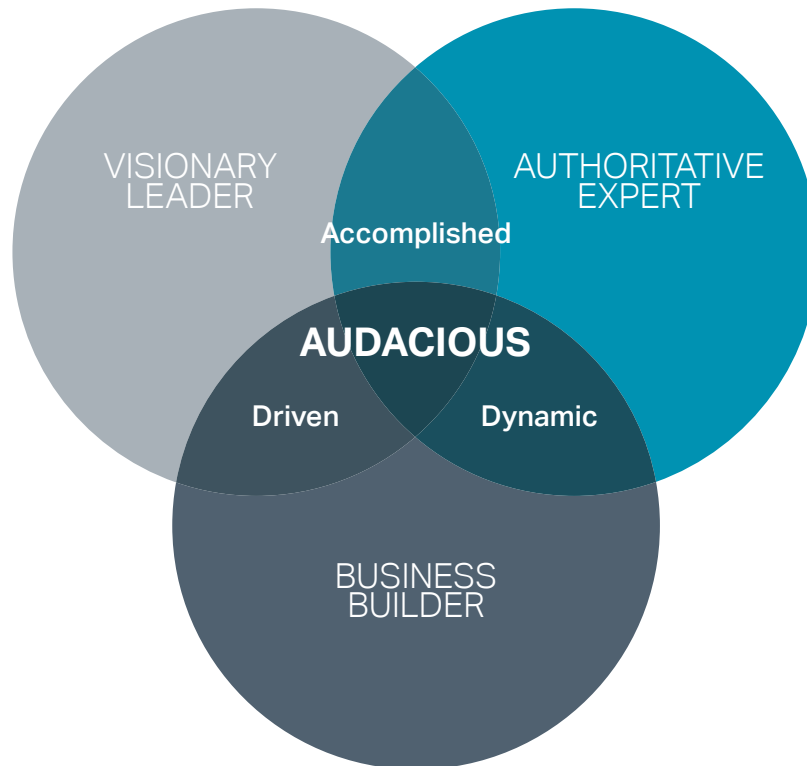 VISIONARY
LEADER
AUTHORITATIVE
EXPERT
Accomplished
AUDACIOUS
Driven
Dynamic
BUSINESS
BUILDER